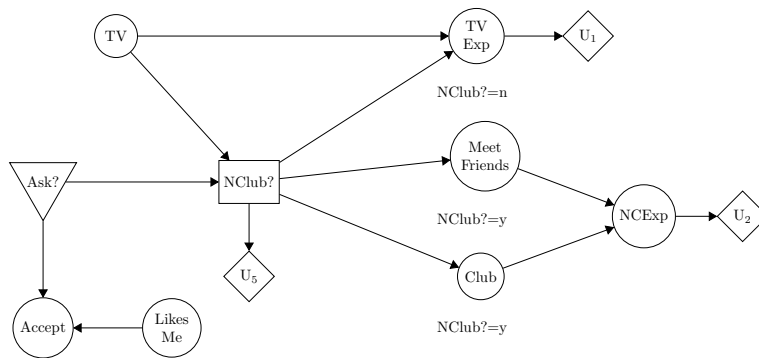 TV
TV
Exp
U1
NClub?=n
Meet
Friends
Ask?
NClub?
NCExp
U2
NClub?=y
U5
Club
Accept
Likes
Me
NClub?=y